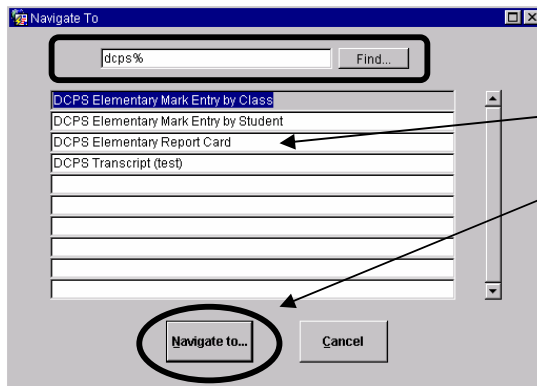 Navigate To
dcps% Find...
DCPS Elementary Mark Entry by Class
DCPS Elementary Mark Entry by Student
DCPS Elementary Report Card
DCPS Transcript (test)
Navigate to... Cancel